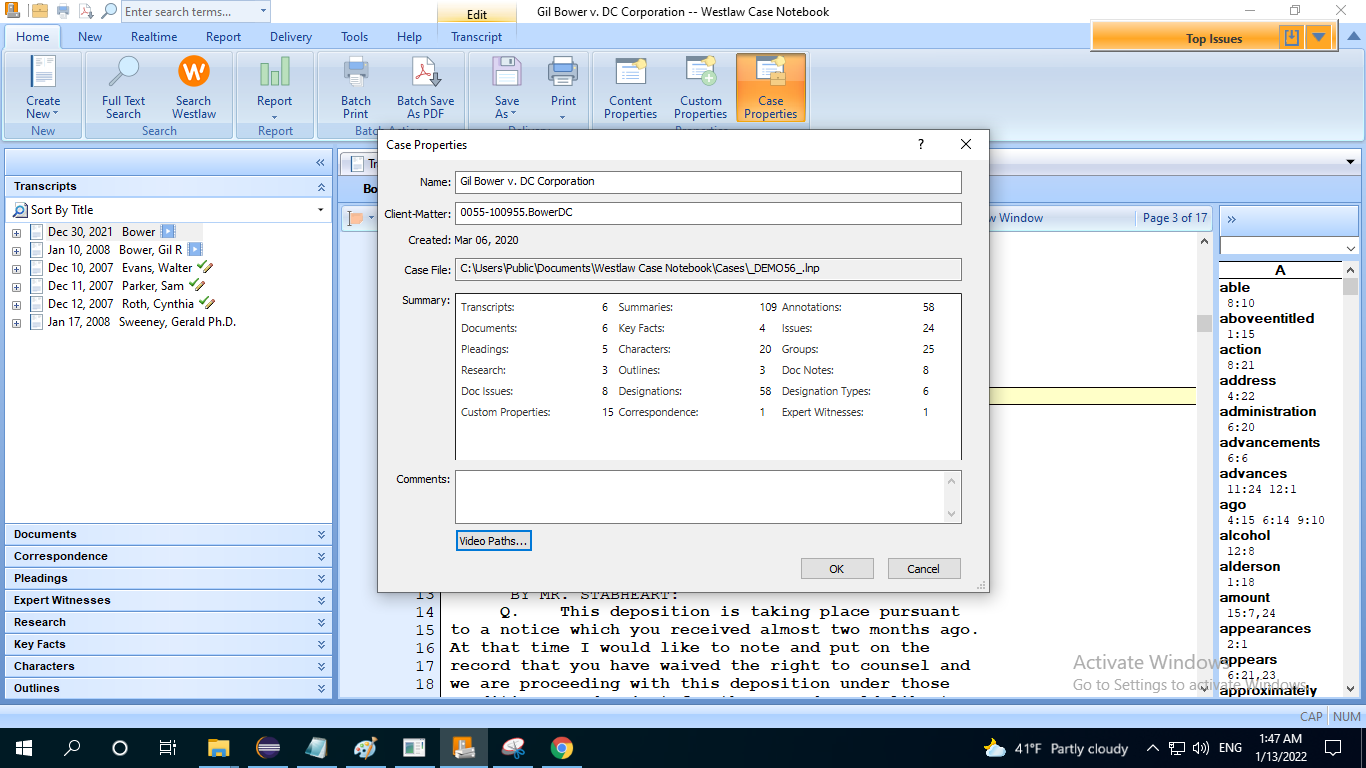 Enter search terms...
Edit
Gil Bower v. DC Corporation -- Westlaw Case Notebook
Home
New
Realtime
Report
Delivery
Tools
Help
Transcript
Top Issues
Create New
Full Text Search
Search Westlaw
Report
Batch Print
Batch Save As PDF
Save As
Print
Content Properties
Custom Properties
Case Properties
New
Search
Report
Transcripts
Sort By Title
Dec 30, 2021 Bower
Jan 10, 2008 Bower, Gil R
Dec 10, 2007 Evans, Walter
Dec 11, 2007 Parker, Sam
Dec 12, 2007 Roth, Cynthia
Jan 17, 2008 Sweeney, Gerald Ph.D.
Documents
Correspondence
Pleadings
Expert Witnesses
Research
Key Facts
Characters
Outlines
Case Properties
?
Name: Gil Bower v. DC Corporation
Client-Matter: 0055-100955.BowerDC
Created: Mar 06, 2020
Case File: C:\Users\Public\Documents\Westlaw Case Notebook\Cases\_DEMO56_.lnp
Summary:
Transcripts: 6 Summaries: 109 Annotations: 58
Documents: 6 Key Facts: 4 Issues: 24
Pleadings: 5 Characters: 20 Groups: 25
Research: 3 Outlines: 3 Doc Notes: 8
Doc Issues: 8 Designations: 58 Designation Types: 6
Custom Properties: 15 Correspondence: 1 Expert Witnesses: 1
Comments:
Video Paths...
OK
Cancel
Window
Page 3 of 17
13 BY MR. STABHEART:
14 Q. This deposition is taking place pursuant
15 to a notice which you received almost two months ago.
16 At that time I would like to note and put on the
17 record that you have waived the right to counsel and
18 we are proceeding with this deposition under those
A
able
8:10
aboveentitled
1:15
action
8:21
address
4:22
administration
6:20
advancements
6:6
advances
11:24 12:1
ago
4:15 6:14 9:10
alcohol
12:8
alderson
1:18
amount
15:7,24
appearances
2:1
appears
6:21,23
approximately
Activate Windows
Go to Settings to activate Windows.
CAP NUM
41°F Partly cloudy
ENG
1:47 AM
1/13/2022